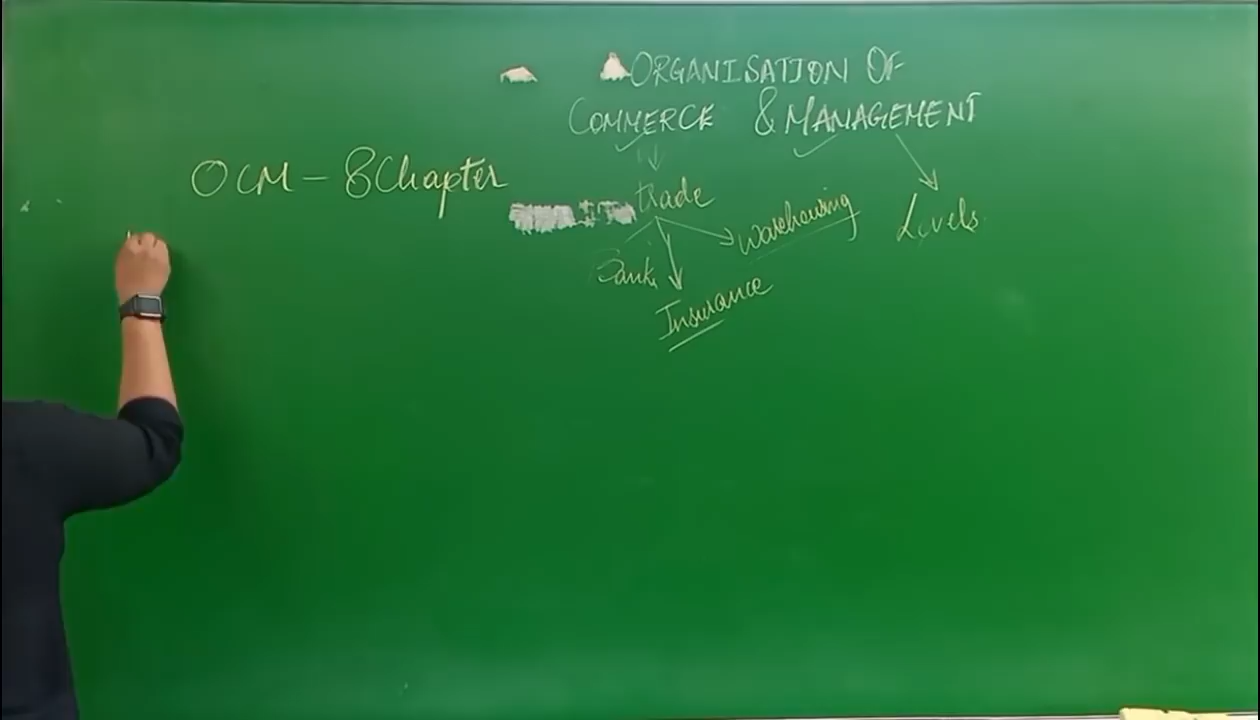 ORGANISATION OF
COMMERCE & MANAGEMENT
OCM - 8 Chapter
trade
Warehousing
Levels
Bank
Insurance